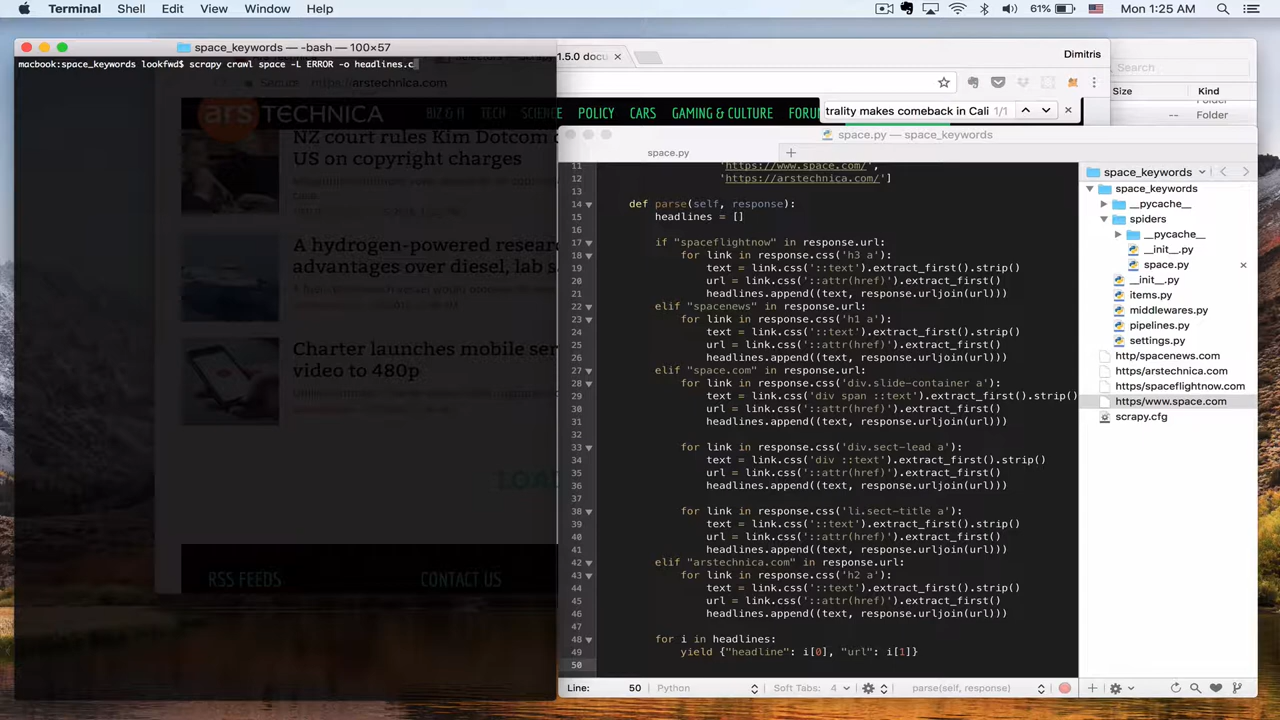 Terminal Shell Edit View Window Help 61% Mon 1:25 AM
space_keywords — -bash — 100×57
macbook:space_keywords lookfwd$ scrapy crawl space -L ERROR -o headlines.c
1.5.0 docu
Dimitris
Secure https://arstechnica.com
Search
ars TECHNICA BIZ & IT TECH SCIENCE POLICY CARS GAMING & CULTURE FORUM
trality makes comeback in Cali 1/1
Size Kind
Folder
-- Folder
NZ court rules Kim Dotcom
US on copyright charges
A hydrogen-powered resear
advantages over diesel, lab s
Charter launches mobile ser
video to 480p
LOAD
RSS FEEDS CONTACT US
space.py — space_keywords
space.py
11 'https://www.space.com/',
12 'https://arstechnica.com/']
13
14 def parse(self, response):
15 headlines = []
16
17 if "spaceflightnow" in response.url:
18 for link in response.css('h3 a'):
19 text = link.css('::text').extract_first().strip()
20 url = link.css('::attr(href)').extract_first()
21 headlines.append((text, response.urljoin(url)))
22 elif "spacenews" in response.url:
23 for link in response.css('h1 a'):
24 text = link.css('::text').extract_first().strip()
25 url = link.css('::attr(href)').extract_first()
26 headlines.append((text, response.urljoin(url)))
27 elif "space.com" in response.url:
28 for link in response.css('div.slide-container a'):
29 text = link.css('div span ::text').extract_first().strip()
30 url = link.css('::attr(href)').extract_first()
31 headlines.append((text, response.urljoin(url)))
32
33 for link in response.css('div.sect-lead a'):
34 text = link.css('div ::text').extract_first().strip()
35 url = link.css('::attr(href)').extract_first()
36 headlines.append((text, response.urljoin(url)))
37
38 for link in response.css('li.sect-title a'):
39 text = link.css('::text').extract_first().strip()
40 url = link.css('::attr(href)').extract_first()
41 headlines.append((text, response.urljoin(url)))
42 elif "arstechnica.com" in response.url:
43 for link in response.css('h2 a'):
44 text = link.css('::text').extract_first().strip()
45 url = link.css('::attr(href)').extract_first()
46 headlines.append((text, response.urljoin(url)))
47
48 for i in headlines:
49 yield {"headline": i[0], "url": i[1]}
50
Line: 50 Python Soft Tabs: 4 parse(self, response)
space_keywords
space_keywords
__pycache__
spiders
__pycache__
__init__.py
space.py
__init__.py
items.py
middlewares.py
pipelines.py
settings.py
http/spacenews.com
https/arstechnica.com
https/spaceflightnow.com
https/www.space.com
scrapy.cfg